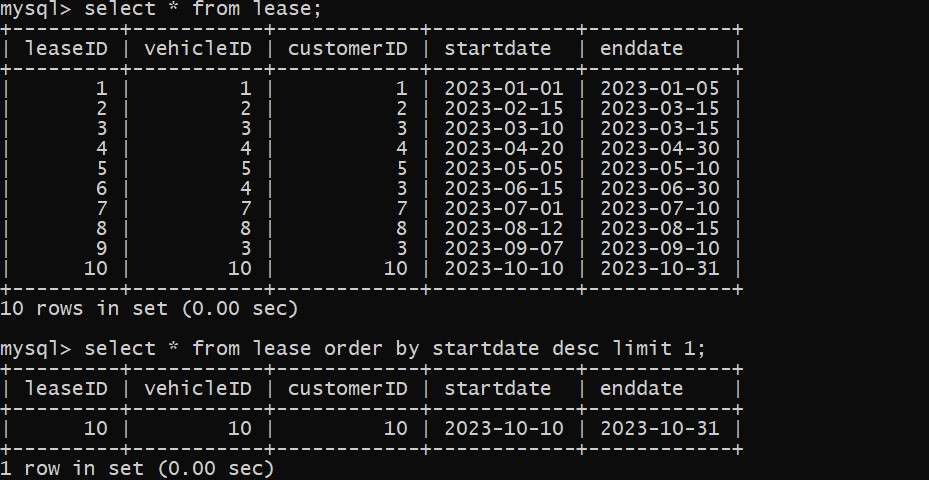 mysql> select * from lease;
+---------+-----------+------------+------------+------------+
| leaseID | vehicleID | customerID | startdate  | enddate    |
+---------+-----------+------------+------------+------------+
|       1 |         1 |          1 | 2023-01-01 | 2023-01-05 |
|       2 |         2 |          2 | 2023-02-15 | 2023-03-15 |
|       3 |         3 |          3 | 2023-03-10 | 2023-03-15 |
|       4 |         4 |          4 | 2023-04-20 | 2023-04-30 |
|       5 |         5 |          5 | 2023-05-05 | 2023-05-10 |
|       6 |         4 |          3 | 2023-06-15 | 2023-06-30 |
|       7 |         7 |          7 | 2023-07-01 | 2023-07-10 |
|       8 |         8 |          8 | 2023-08-12 | 2023-08-15 |
|       9 |         3 |          3 | 2023-09-07 | 2023-09-10 |
|      10 |        10 |         10 | 2023-10-10 | 2023-10-31 |
+---------+-----------+------------+------------+------------+
10 rows in set (0.00 sec)
mysql> select * from lease order by startdate desc limit 1;
+---------+-----------+------------+------------+------------+
| leaseID | vehicleID | customerID | startdate  | enddate    |
+---------+-----------+------------+------------+------------+
|      10 |        10 |         10 | 2023-10-10 | 2023-10-31 |
+---------+-----------+------------+------------+------------+
1 row in set (0.00 sec)